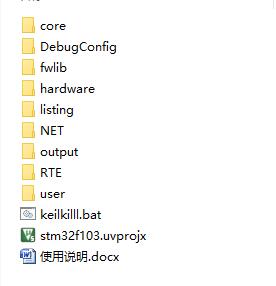 core
DebugConfig
fwlib
hardware
listing
NET
output
RTE
user
keilkilll.bat
stm32f103.uvprojx
使用说明.docx